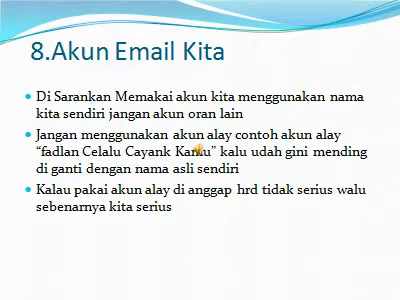 8.Akun Email Kita
Di Sarankan Memakai akun kita menggunakan nama
kita sendiri jangan akun oran lain
Jangan menggunakan akun alay contoh akun alay
“fadlan Celalu Cayank Kamu” kalu udah gini mending
di ganti dengan nama asli sendiri
Kalau pakai akun alay di anggap hrd tidak serius walu
sebenarnya kita serius